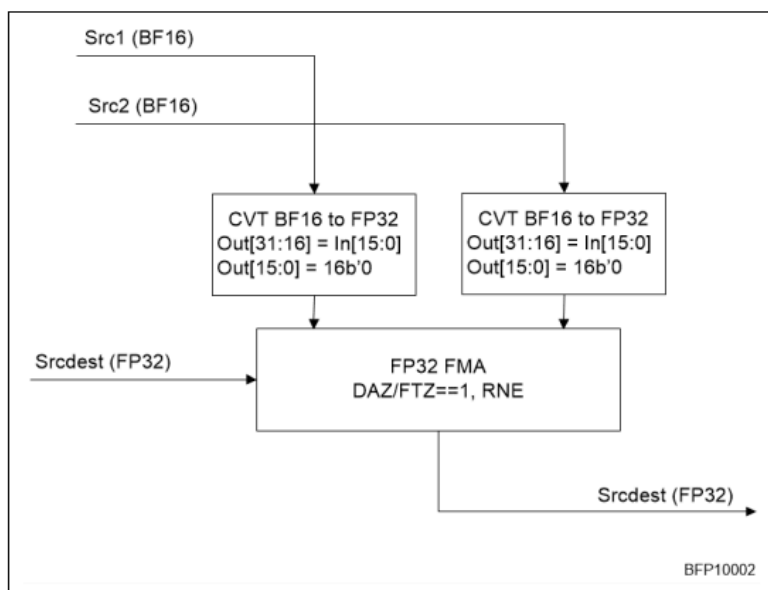 Src1 (BF16)
Src2 (BF16)
CVT BF16 to FP32
Out[31:16] = In[15:0]
Out[15:0] = 16b'0
CVT BF16 to FP32
Out[31:16] = In[15:0]
Out[15:0] = 16b'0
Srcdest (FP32)
FP32 FMA
DAZ/FTZ==1, RNE
Srcdest (FP32)
BFP10002